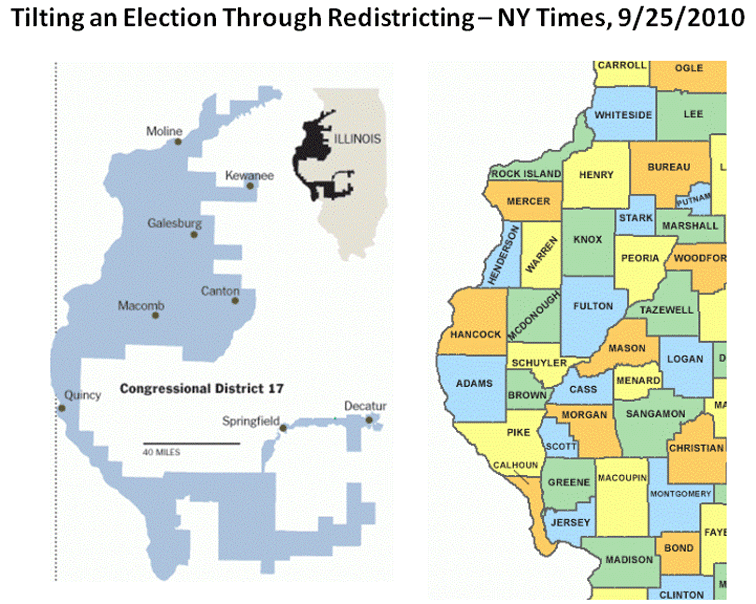 Tilting an Election Through Redistricting – NY Times, 9/25/2010
Moline
ILLINOIS
Kewanee
Galesburg
Canton
Macomb
Congressional District 17
Quincy
Springfield
Decatur
40 MILES
CARROLL
OGLE
WHITESIDE
LEE
ROCK ISLAND
HENRY
BUREAU
L
MERCER
PUTNAM
STARK
MARSHALL
HENDERSON
WARREN
KNOX
PEORIA
WOODFOR
HANCOCK
MCDONOUGH
FULTON
TAZEWELL
MASON
LOGAN
D
SCHUYLER
ADAMS
BROWN
CASS
MENARD
MA
PIKE
MORGAN
SANGAMON
SCOTT
CHRISTIAN
CALHOUN
GREENE
MACOUPIN
MONTGOMERY
JERSEY
FAYE
MADISON
BOND
M
CLINTON